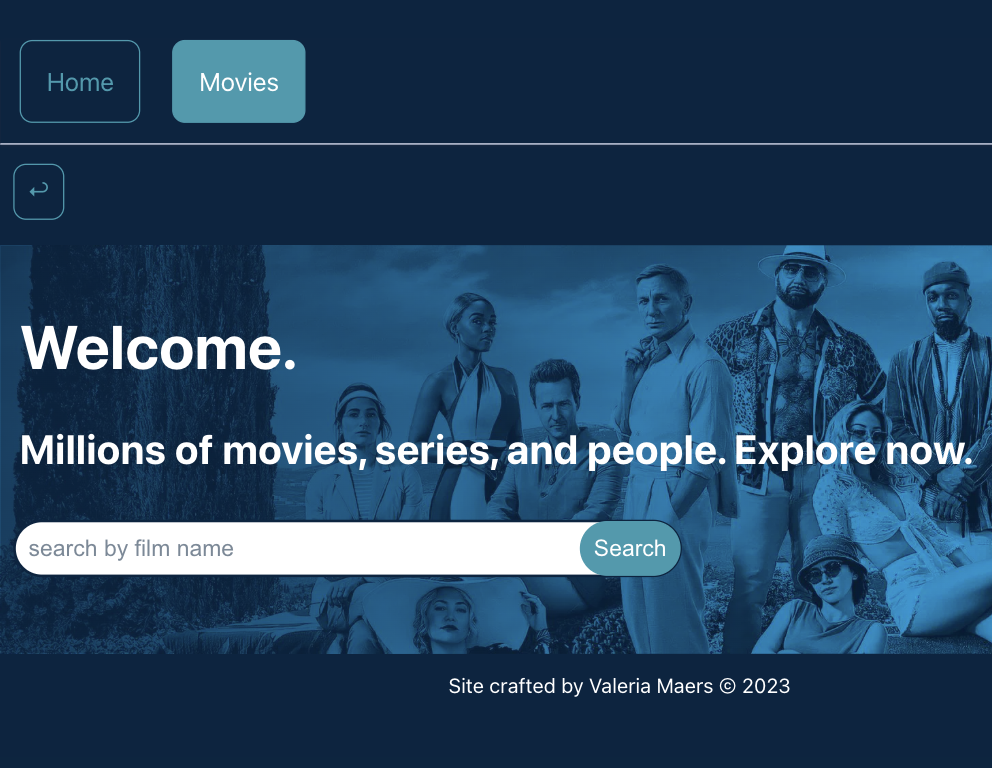 Home
Movies
Welcome.
Millions of movies, series, and people. Explore now.
search by film name
Search
Site crafted by Valeria Maers © 2023